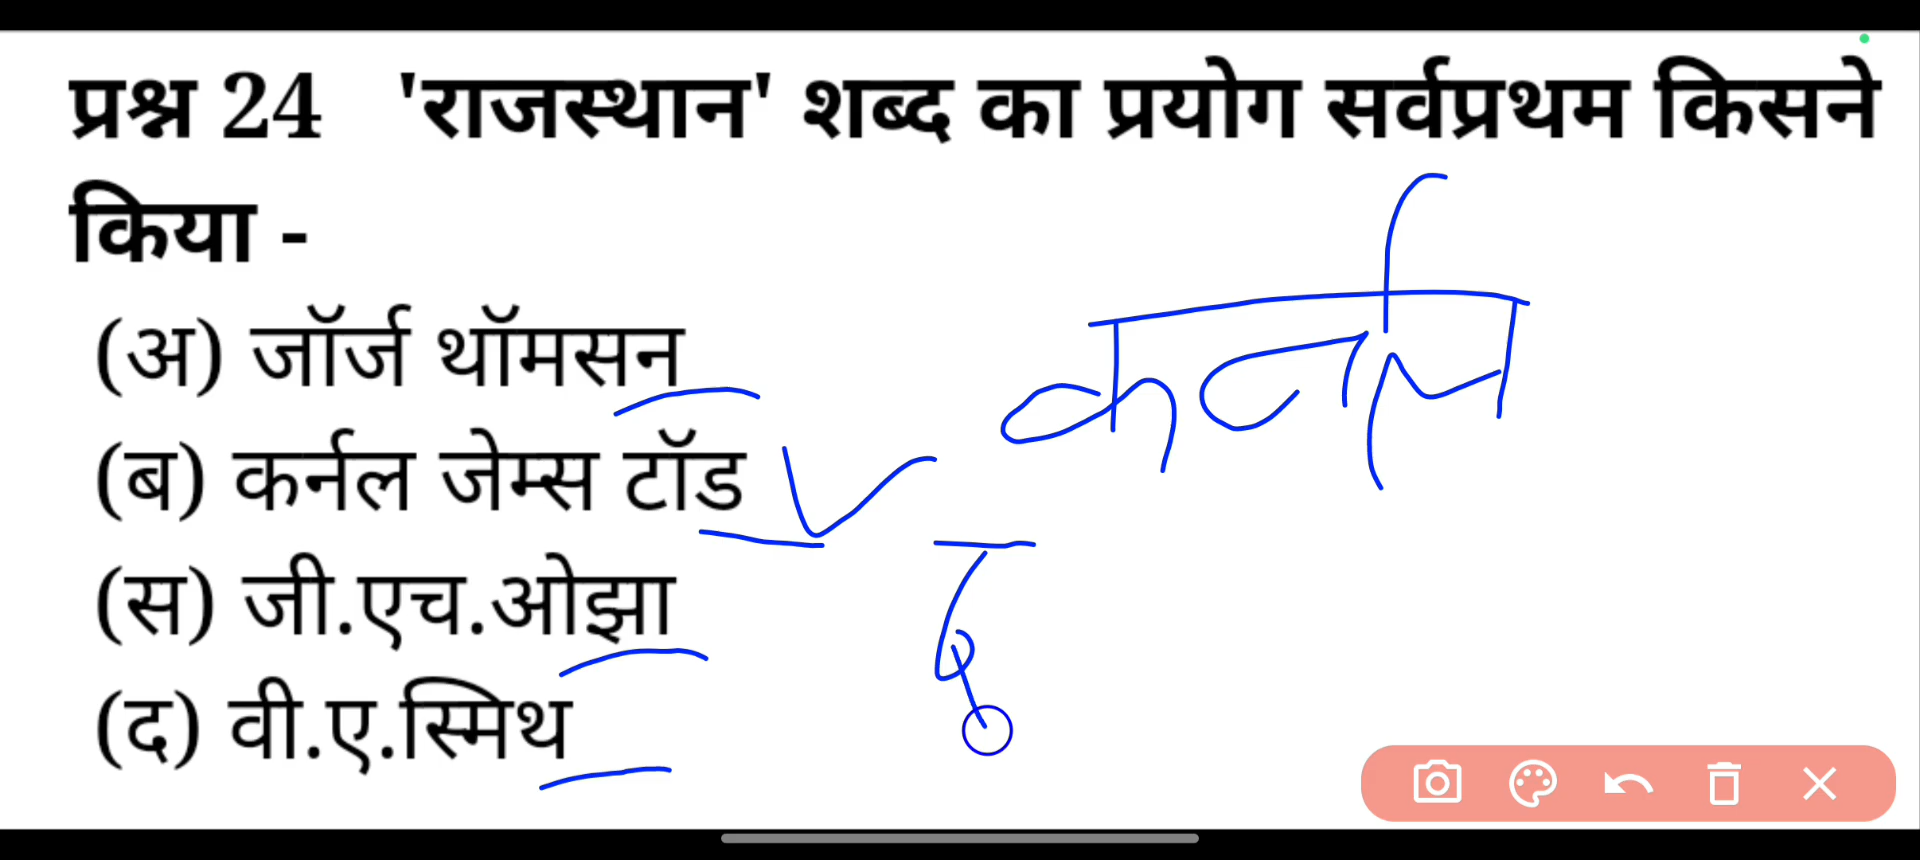 प्रश्न 24 'राजस्थान' शब्द का प्रयोग सर्वप्रथम किसने
किया -
(अ) जॉर्ज थॉमसन
(ब) कर्नल जेम्स टॉड
(स) जी.एच.ओझा
(द) वी.ए.स्मिथ
कर्नल